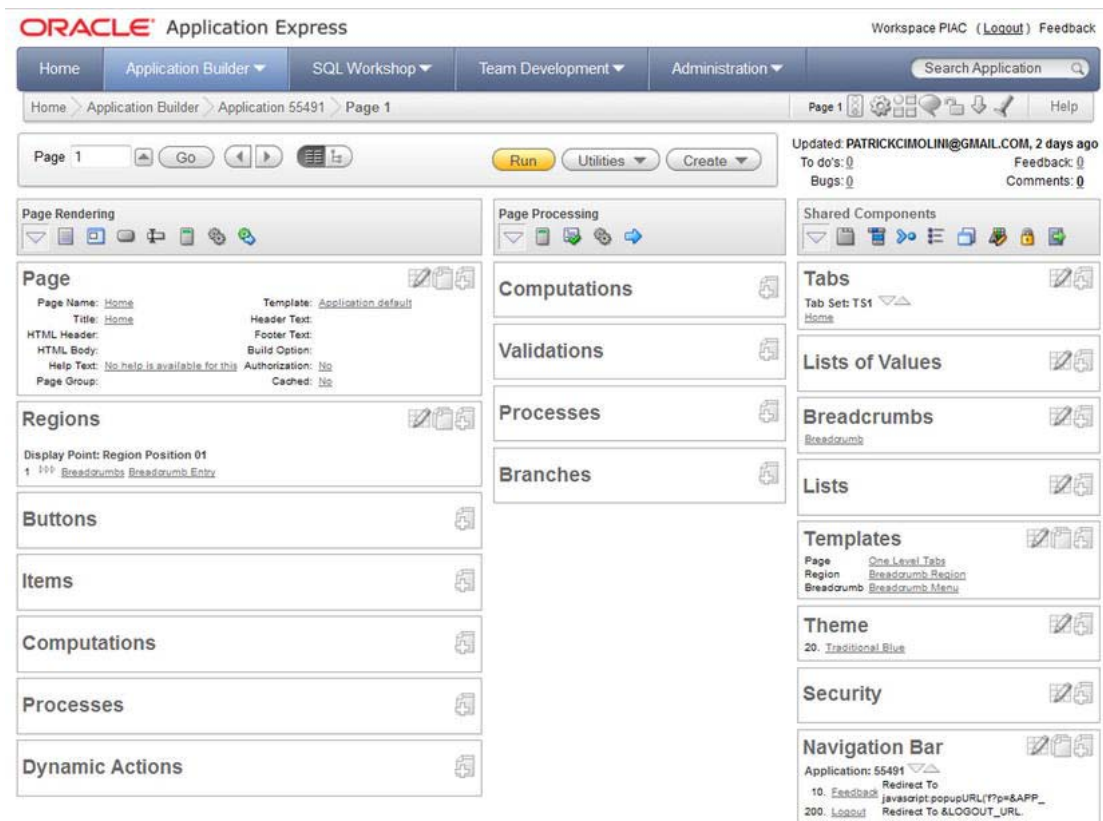 ORACLE Application Express
Workspace PIAC (Logout) Feedback
Home Application Builder SQL Workshop Team Development Administration Search Application
Home Application Builder Application 55491 Page 1
Page 1 Help
Page 1 Go Run Utilities Create
Updated: PATRICKCIMOLINI@GMAIL.COM, 2 days ago
To do's: 0 Feedback: 0
Bugs: 0 Comments: 0
Page Rendering
Page
Page Name: Home Template: Application default
Title: Home Header Text:
HTML Header: Footer Text:
HTML Body: Build Option:
Help Text: No help is available for this Authorization: No
Page Group: Cached: No
Regions
Display Point: Region Position 01
1 Breadcrumbs Breadcrumb Entry
Buttons
Items
Computations
Processes
Dynamic Actions
Page Processing
Computations
Validations
Processes
Branches
Shared Components
Tabs
Tab Set: TS1
Home
Lists of Values
Breadcrumbs
Breadcrumb
Lists
Templates
Page One Level Tabs
Region Breadcrumb Region
Breadcrumb Breadcrumb Menu
Theme
20. Traditional Blue
Security
Navigation Bar
Application: 55491
10. Feedback Redirect To
javascript:popupURL('f?p=&APP_
200. Logout Redirect To &LOGOUT_URL.